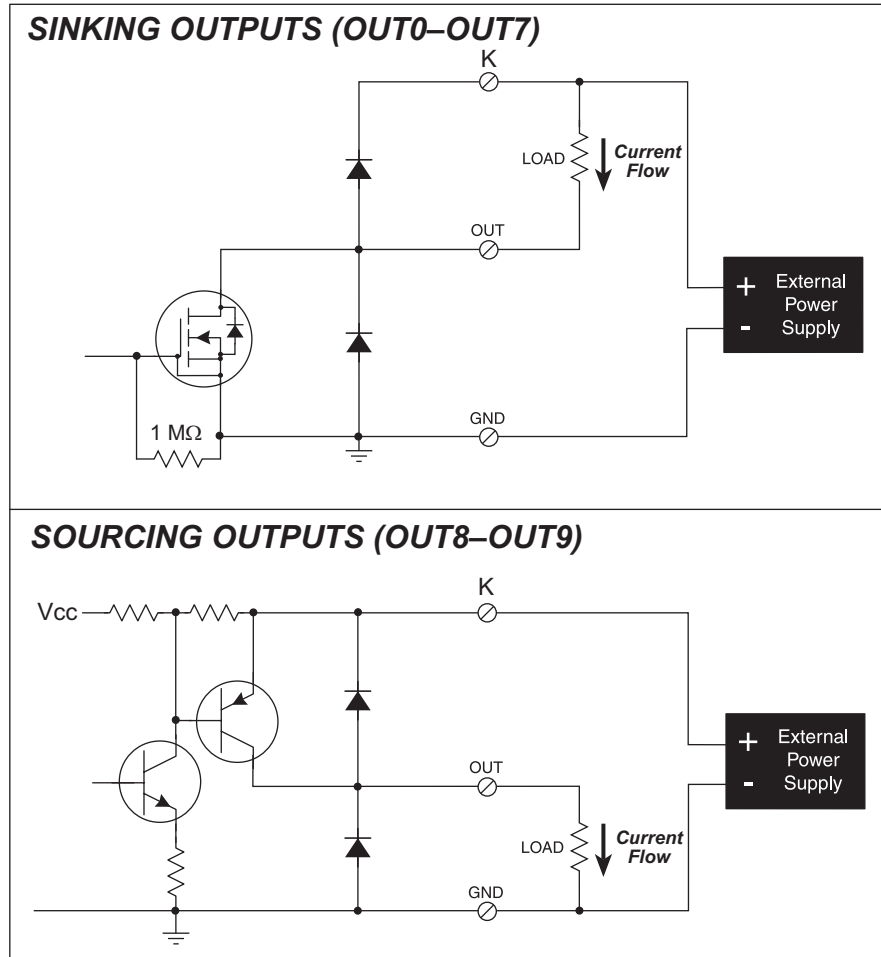 SINKING OUTPUTS (OUT0–OUT7)
K
LOAD
Current
Flow
OUT
+ External
Power
- Supply
GND
1 MΩ
SOURCING OUTPUTS (OUT8–OUT9)
K
Vcc
+ External
Power
- Supply
OUT
LOAD
Current
Flow
GND